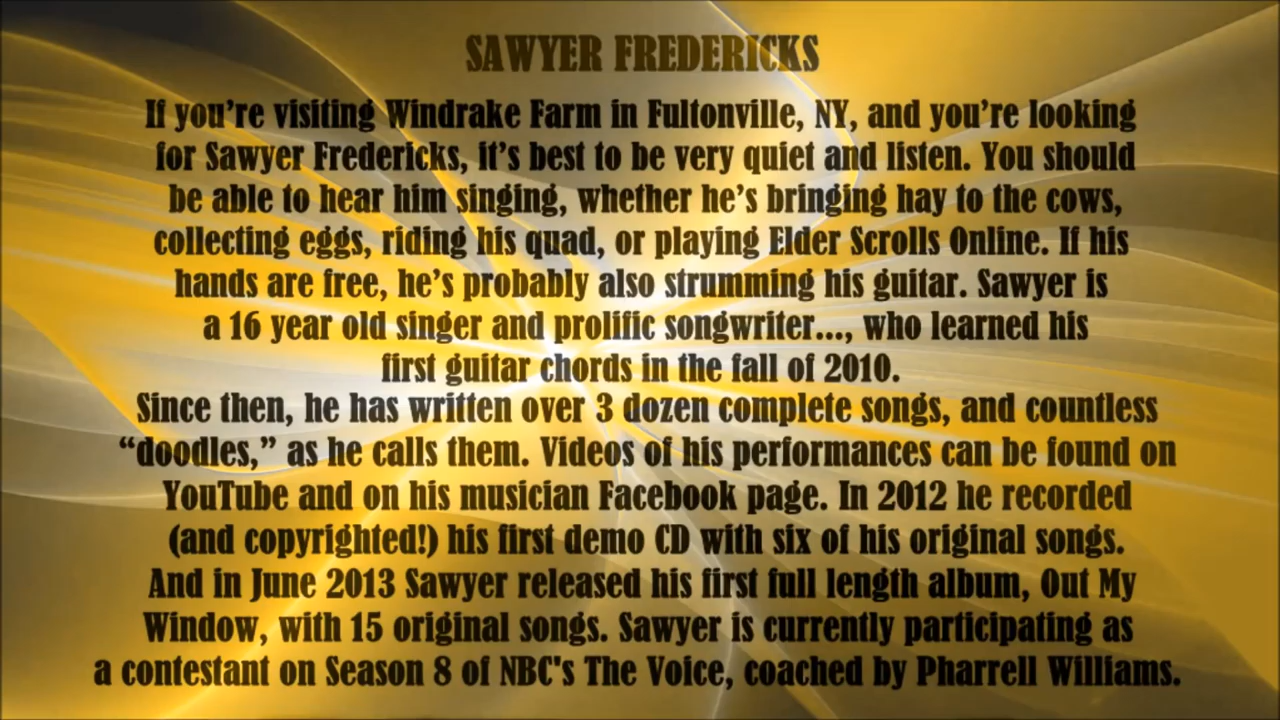 SAWYER FREDERICKS
If you're visiting Windrake Farm in Fultonville, NY, and you're looking
for Sawyer Fredericks, it's best to be very quiet and listen. You should
be able to hear him singing, whether he's bringing hay to the cows,
collecting eggs, riding his quad, or playing Elder Scrolls Online. If his
hands are free, he's probably also strumming his guitar. Sawyer is
a 16 year old singer and prolific songwriter..., who learned his
first guitar chords in the fall of 2010.
Since then, he has written over 3 dozen complete songs, and countless
“doodles,” as he calls them. Videos of his performances can be found on
YouTube and on his musician Facebook page. In 2012 he recorded
(and copyrighted!) his first demo CD with six of his original songs.
And in June 2013 Sawyer released his first full length album, Out My
Window, with 15 original songs. Sawyer is currently participating as
a contestant on Season 8 of NBC's The Voice, coached by Pharrell Williams.